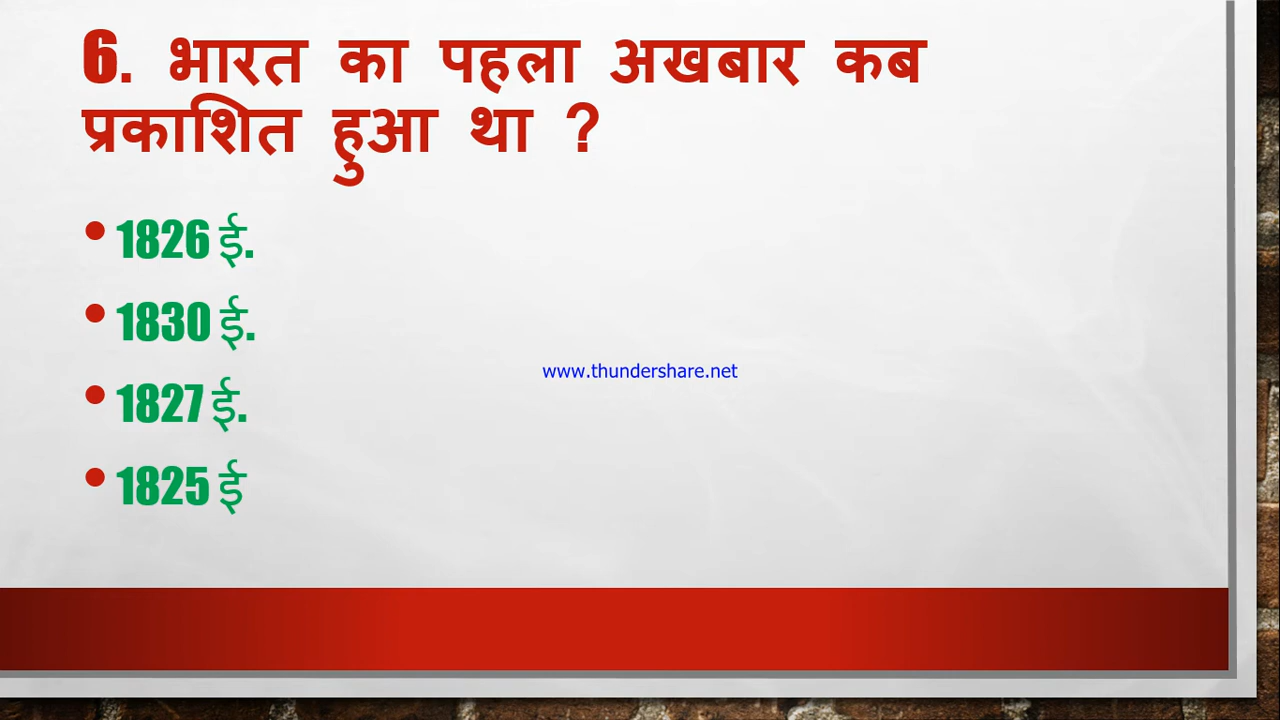 6. भारत का पहला अखबार कब
प्रकाशित हुआ था ?
• 1826 ई.
• 1830 ई.
www.thundershare.net
• 1827 ई.
• 1825 ई